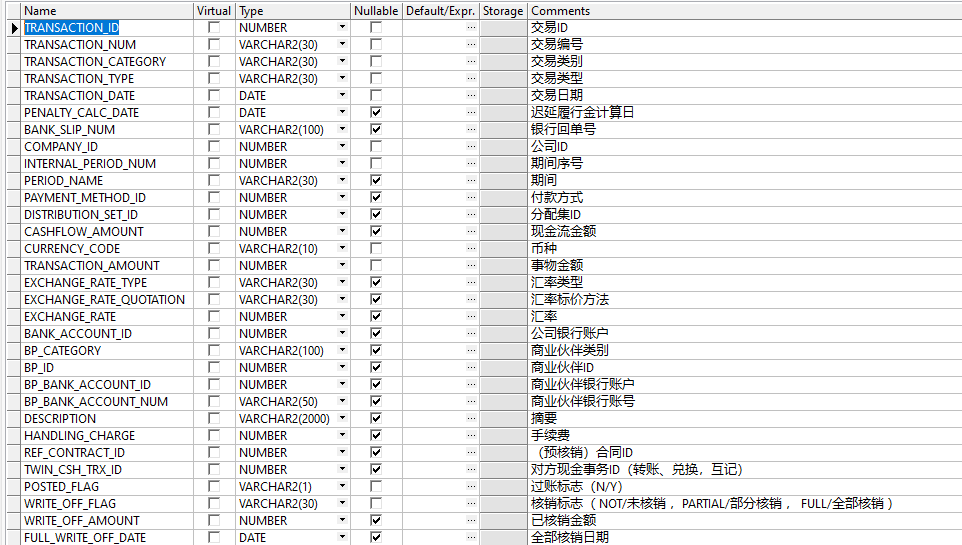 Name Virtual Type Nullable Default/Expr. Storage Comments
TRANSACTION_ID NUMBER ... 交易ID
TRANSACTION_NUM VARCHAR2(30) ... 交易编号
TRANSACTION_CATEGORY VARCHAR2(30) ... 交易类别
TRANSACTION_TYPE VARCHAR2(30) ... 交易类型
TRANSACTION_DATE DATE ... 交易日期
PENALTY_CALC_DATE DATE ... 迟延履行金计算日
BANK_SLIP_NUM VARCHAR2(100) ... 银行回单号
COMPANY_ID NUMBER ... 公司ID
INTERNAL_PERIOD_NUM NUMBER ... 期间序号
PERIOD_NAME VARCHAR2(30) ... 期间
PAYMENT_METHOD_ID NUMBER ... 付款方式
DISTRIBUTION_SET_ID NUMBER ... 分配集ID
CASHFLOW_AMOUNT NUMBER ... 现金流金额
CURRENCY_CODE VARCHAR2(10) ... 币种
TRANSACTION_AMOUNT NUMBER ... 事物金额
EXCHANGE_RATE_TYPE VARCHAR2(30) ... 汇率类型
EXCHANGE_RATE_QUOTATION VARCHAR2(30) ... 汇率标价方法
EXCHANGE_RATE NUMBER ... 汇率
BANK_ACCOUNT_ID NUMBER ... 公司银行账户
BP_CATEGORY VARCHAR2(100) ... 商业伙伴类别
BP_ID NUMBER ... 商业伙伴ID
BP_BANK_ACCOUNT_ID NUMBER ... 商业伙伴银行账户
BP_BANK_ACCOUNT_NUM VARCHAR2(50) ... 商业伙伴银行账号
DESCRIPTION VARCHAR2(2000) ... 摘要
HANDLING_CHARGE NUMBER ... 手续费
REF_CONTRACT_ID NUMBER ... （预核销）合同ID
TWIN_CSH_TRX_ID NUMBER ... 对方现金事务ID（转账、兑换，互记）
POSTED_FLAG VARCHAR2(1) ... 过账标志（N/Y）
WRITE_OFF_FLAG VARCHAR2(30) ... 核销标志（ NOT/未核销 ，PARTIAL/部分核销 ， FULL/全部核销 ）
WRITE_OFF_AMOUNT NUMBER ... 已核销金额
FULL_WRITE_OFF_DATE DATE ... 全部核销日期